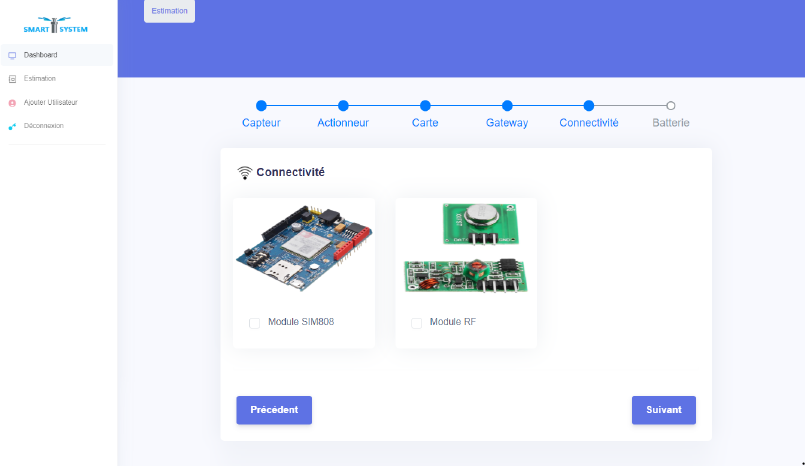 SMART SYSTEM
Dashboard
Estimation
Ajouter Utilisateur
Déconnexion
Estimation
Capteur
Actionneur
Carte
Gateway
Connectivité
Batterie
Connectivité
Module SIM808
Module RF
Précédent
Suivant